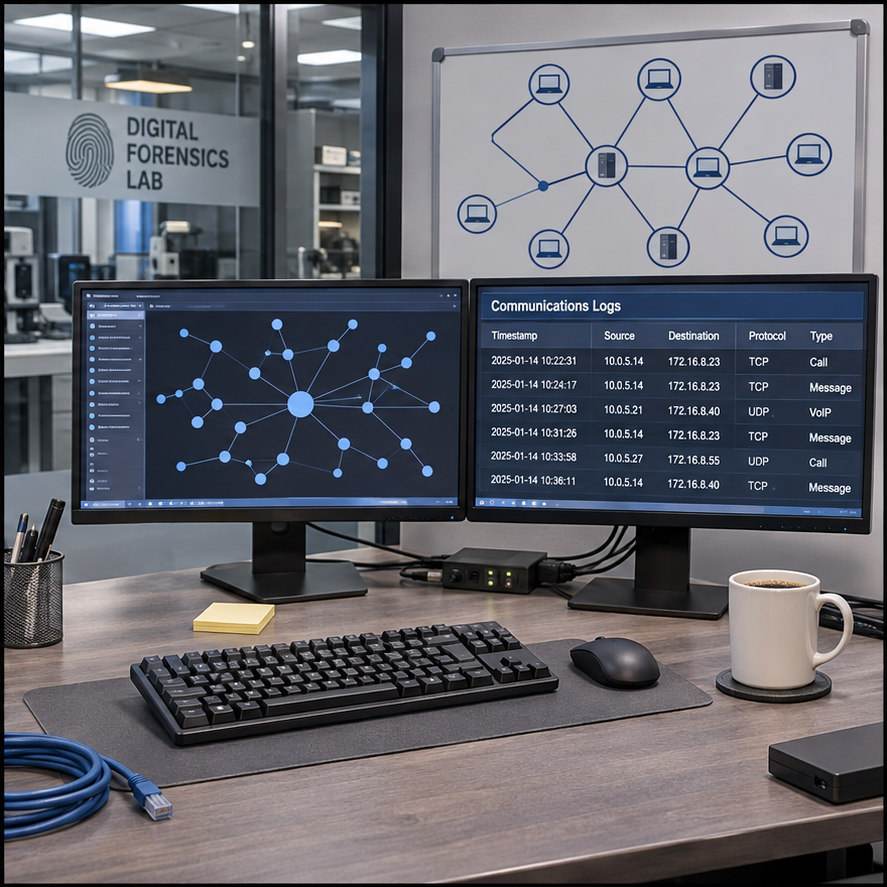 DIGITAL
FORENSICS
LAB
Communications Logs
Timestamp Source Destination Protocol Type
2025-01-14 10:22:31 10.0.5.14 172.16.8.23 TCP Call
2025-01-14 10:24:17 10.0.5.14 172.16.8.23 TCP Message
2025-01-14 10:27:03 10.0.5.21 172.16.8.40 UDP VoIP
2025-01-14 10:31:26 10.0.5.14 172.16.8.23 TCP Message
2025-01-14 10:33:58 10.0.5.27 172.16.8.55 UDP Call
2025-01-14 10:36:11 10.0.5.14 172.16.8.40 TCP Message